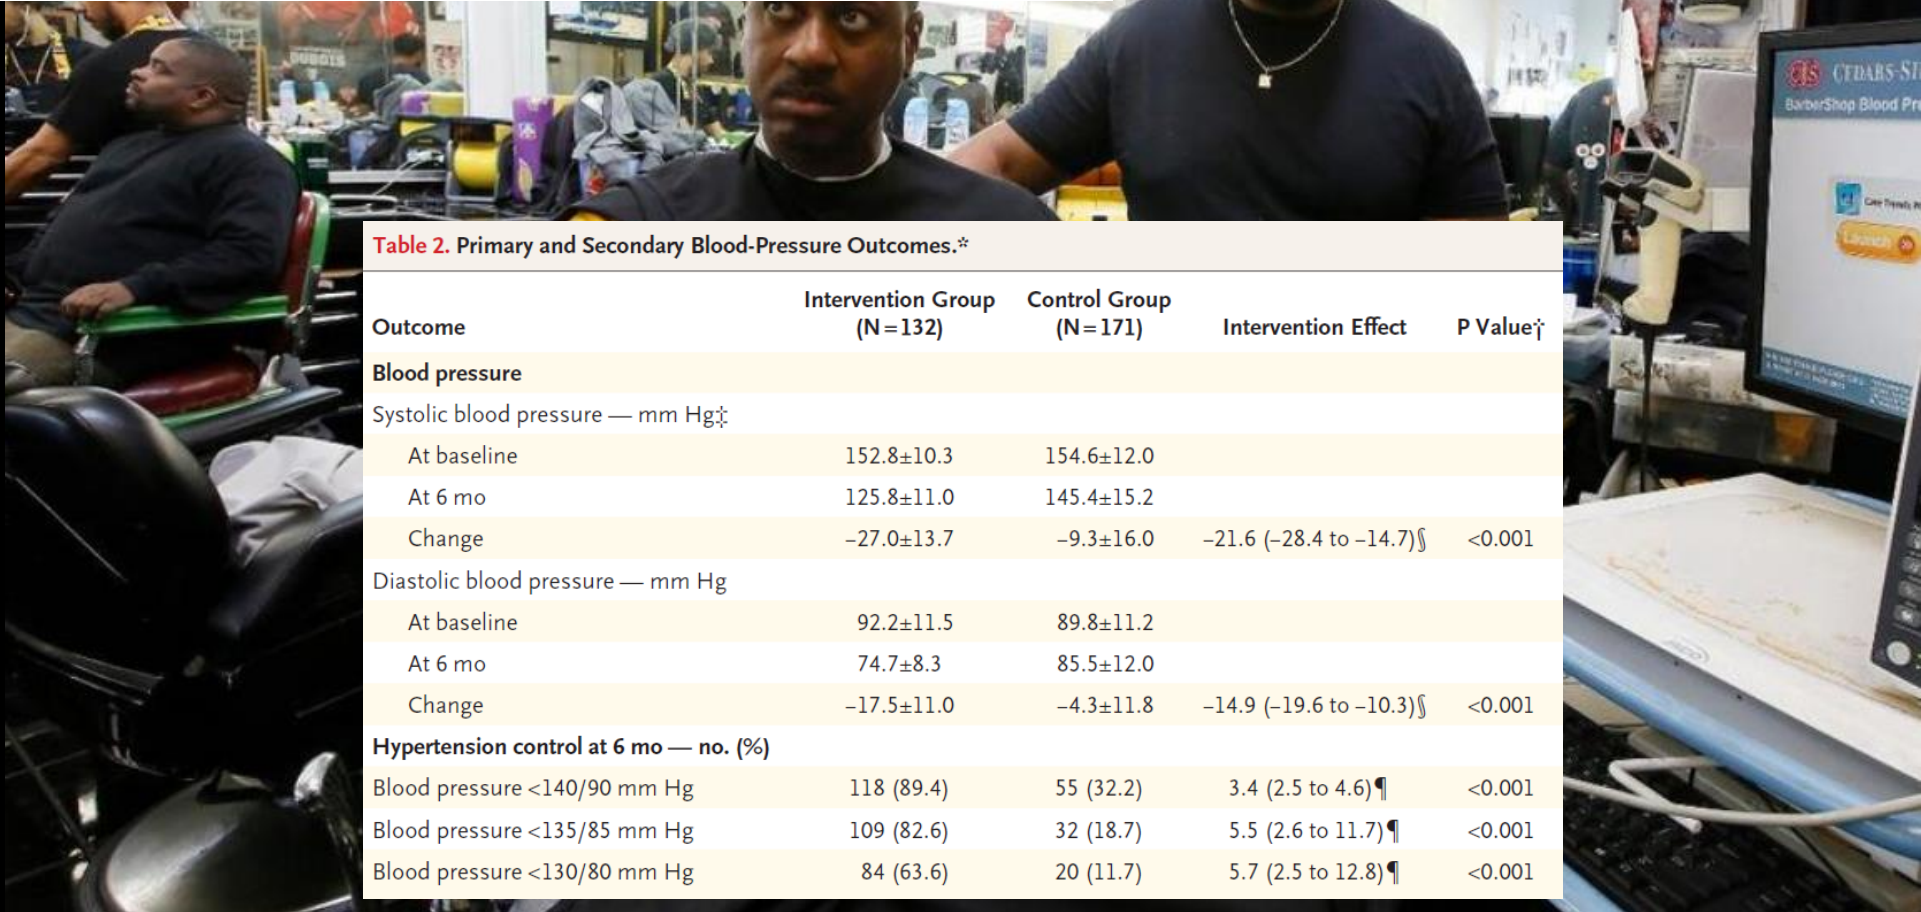 DUBOIS
CEDARS-SI
BarberShop Blood Pre
Launch
Table 2. Primary and Secondary Blood-Pressure Outcomes.*
Outcome Intervention Group (N=132) Control Group (N=171) Intervention Effect P Value†
Blood pressure
Systolic blood pressure — mm Hg‡
At baseline 152.8±10.3 154.6±12.0
At 6 mo 125.8±11.0 145.4±15.2
Change −27.0±13.7 −9.3±16.0 −21.6 (−28.4 to −14.7)§ <0.001
Diastolic blood pressure — mm Hg
At baseline 92.2±11.5 89.8±11.2
At 6 mo 74.7±8.3 85.5±12.0
Change −17.5±11.0 −4.3±11.8 −14.9 (−19.6 to −10.3)§ <0.001
Hypertension control at 6 mo — no. (%)
Blood pressure <140/90 mm Hg 118 (89.4) 55 (32.2) 3.4 (2.5 to 4.6)¶ <0.001
Blood pressure <135/85 mm Hg 109 (82.6) 32 (18.7) 5.5 (2.6 to 11.7)¶ <0.001
Blood pressure <130/80 mm Hg 84 (63.6) 20 (11.7) 5.7 (2.5 to 12.8)¶ <0.001